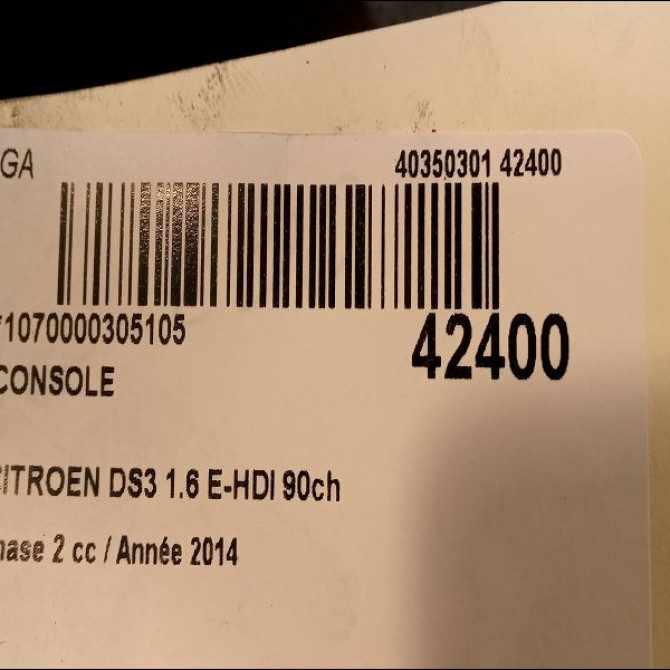 GA 40350301 42400
*1070000305105 42400
CONSOLE
CITROEN DS3 1.6 E-HDI 90ch
hase 2 cc / Année 2014